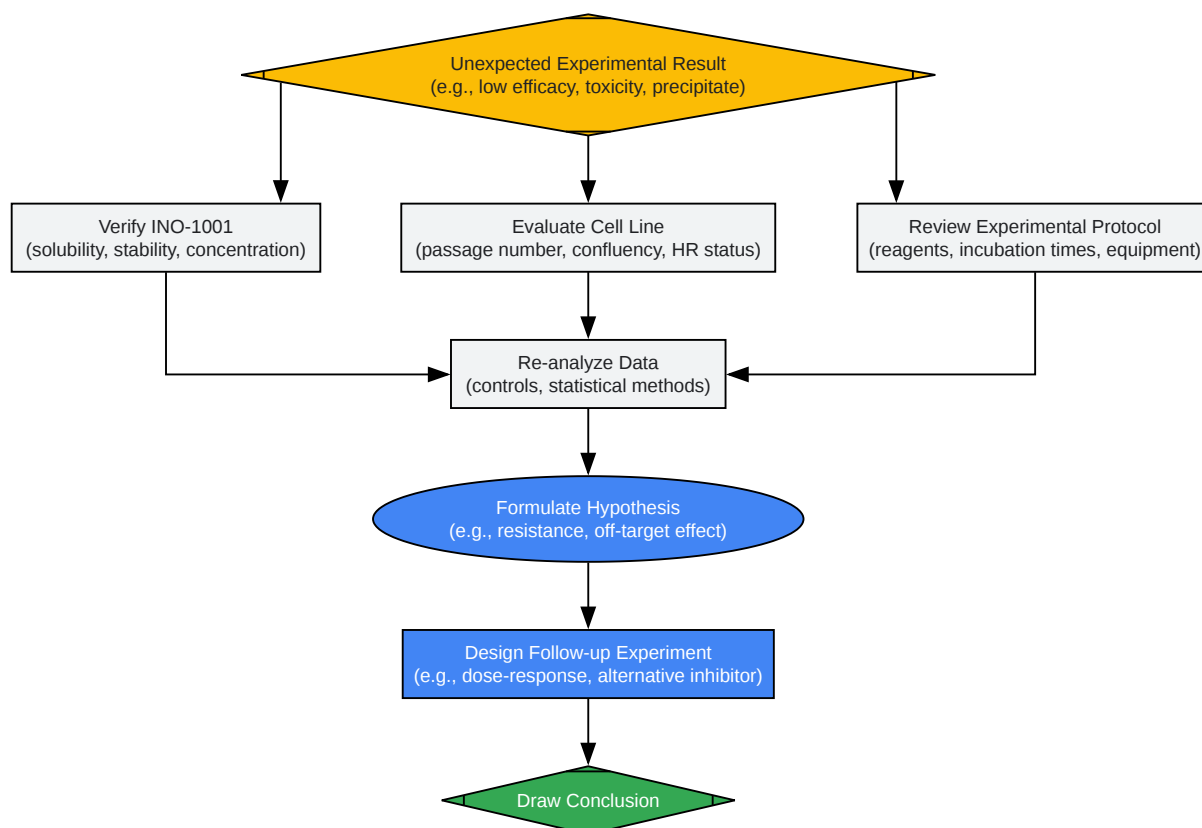 Unexpected Experimental Result
(e.g., low efficacy, toxicity, precipitate)
Verify INO-1001
(solubility, stability, concentration)
Evaluate Cell Line
(passage number, confluency, HR status)
Review Experimental Protocol
(reagents, incubation times, equipment)
Re-analyze Data
(controls, statistical methods)
Formulate Hypothesis
(e.g., resistance, off-target effect)
Design Follow-up Experiment
(e.g., dose-response, alternative inhibitor)
Draw Conclusion